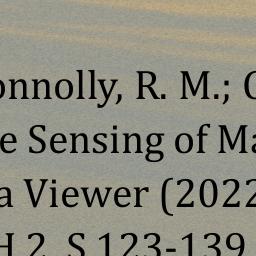 onnolly, R. M.; 
e Sensing of Ma
a Viewer (2022
H 2, S 123-139